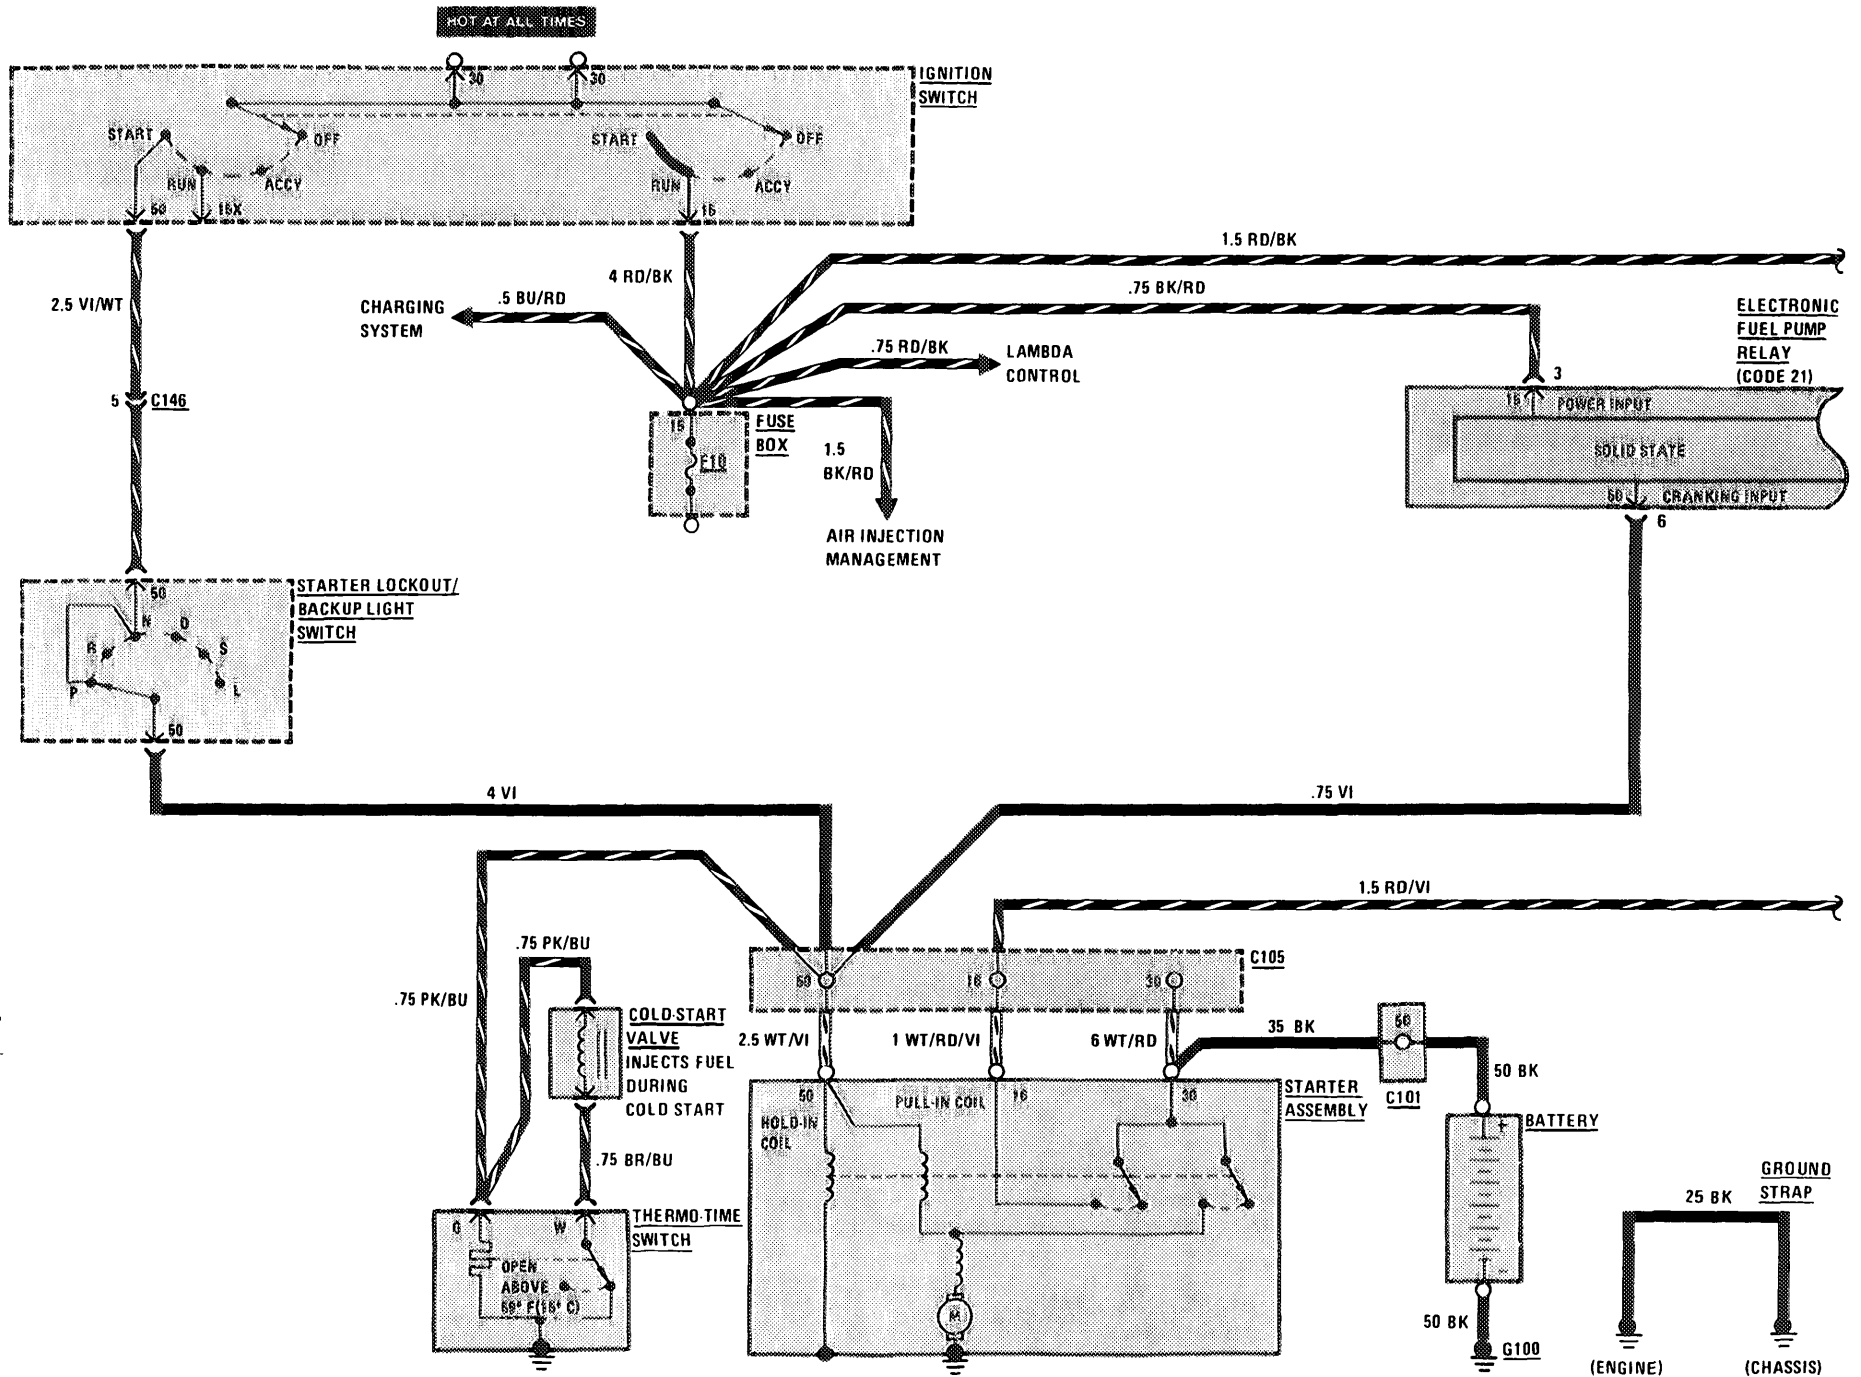 HOT AT ALL TIMES
30
30
IGNITION
SWITCH
START
OFF
RUN
ACCY
50
15X
START
OFF
RUN
ACCY
15
1.5 RD/BK
4 RD/BK
2.5 VI/WT
.5 BU/RD
CHARGING
SYSTEM
.75 BK/RD
ELECTRONIC
FUEL PUMP
RELAY
(CODE 21)
.75 RD/BK
LAMBDA
CONTROL
3
5
C146
15
POWER INPUT
15
FUSE
BOX
F10
1.5
BK/RD
SOLID STATE
50
CRANKING INPUT
6
AIR INJECTION
MANAGEMENT
50
STARTER LOCKOUT/
BACKUP LIGHT
SWITCH
P
R
N
D
S
L
50
4 VI
.75 VI
1.5 RD/VI
.75 PK/BU
.75 PK/BU
50
16
30
C105
COLD-START
VALVE
INJECTS FUEL
DURING
COLD START
2.5 WT/VI
1 WT/RD/VI
6 WT/RD
35 BK
50
C101
50 BK
50
PULL-IN COIL
16
30
STARTER
ASSEMBLY
HOLD-IN
COIL
BATTERY
+
-
.75 BR/BU
GROUND
STRAP
25 BK
G
W
THERMO-TIME
SWITCH
OPEN
ABOVE
59° F(15° C)
M
50 BK
G100
(ENGINE)
(CHASSIS)